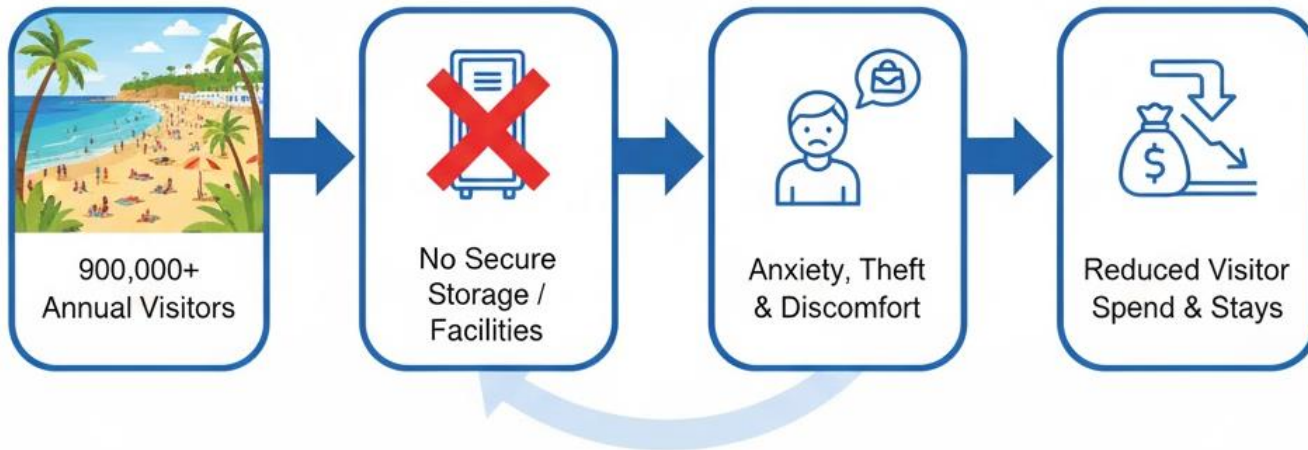 900,000+
Annual Visitors
No Secure
Storage /
Facilities
Anxiety, Theft
& Discomfort
$
Reduced Visitor
Spend & Stays